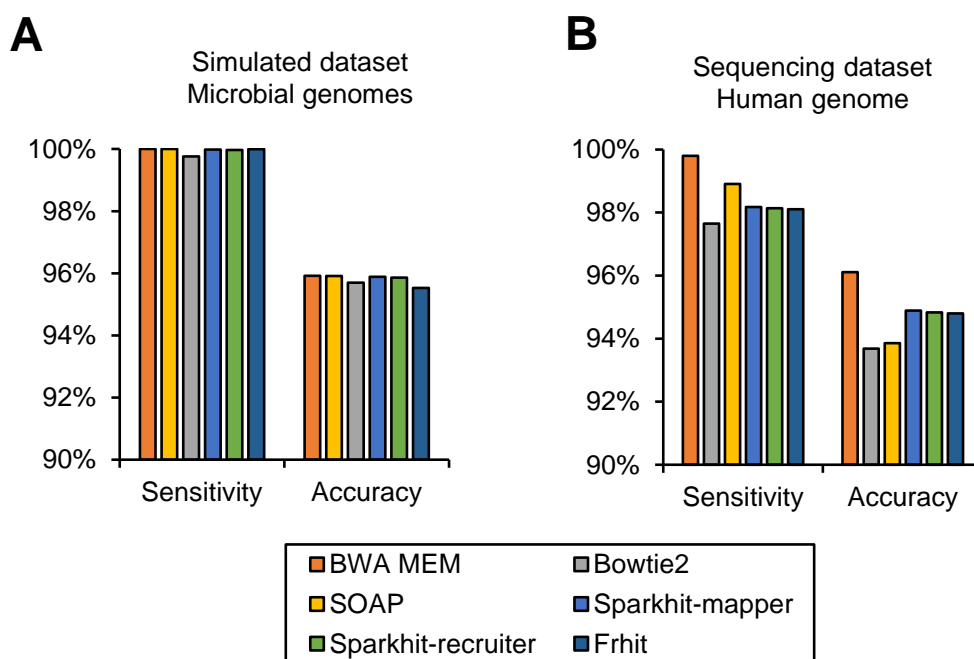 A
Simulated dataset
Microbial genomes
100%
98%
96%
94%
92%
90%
Sensitivity Accuracy
B
Sequencing dataset
Human genome
100%
98%
96%
94%
92%
90%
Sensitivity Accuracy
BWA MEM Bowtie2
SOAP Sparkhit-mapper
Sparkhit-recruiter Frhit